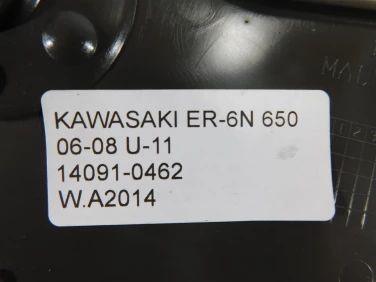 KAWASAKI ER-6N 650
06-08 U-11
14091-0462
W.A2014